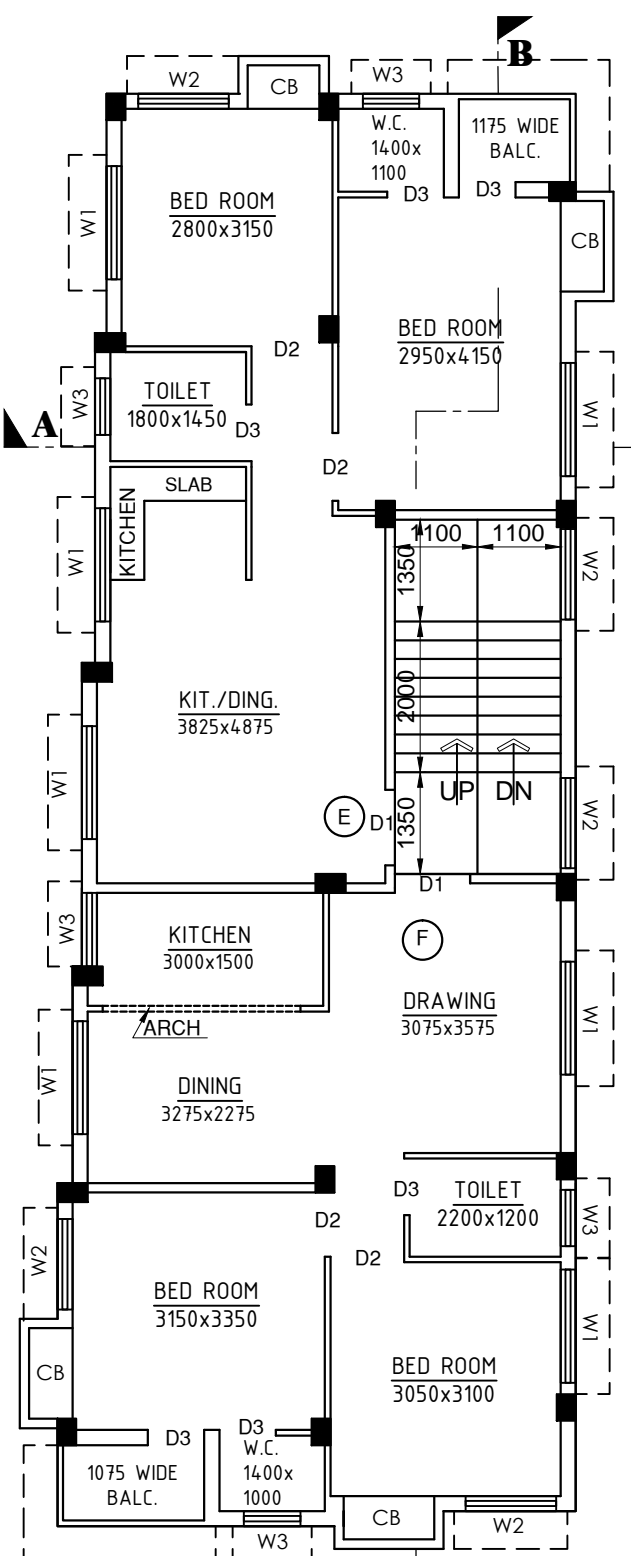 B
W2
CB
W3
W.C.
1400x
1100
1175 WIDE
BALC.
D3
D3
W1
BED ROOM
2800x3150
CB
BED ROOM
2950x4150
D2
W3
TOILET
1800x1450
D3
W1
A
D2
SLAB
KITCHEN
W1
1100
1100
1350
W2
2000
KIT./DING.
3825x4875
W1
UP
DN
E
D1
1350
W2
D1
W3
KITCHEN
3000x1500
F
ARCH
DRAWING
3075x3575
W1
W1
DINING
3275x2275
D3
TOILET
2200x1200
W3
D2
D2
W2
BED ROOM
3150x3350
W1
CB
BED ROOM
3050x3100
D3
D3
W.C.
1400x
1000
1075 WIDE
BALC.
CB
W2
W3